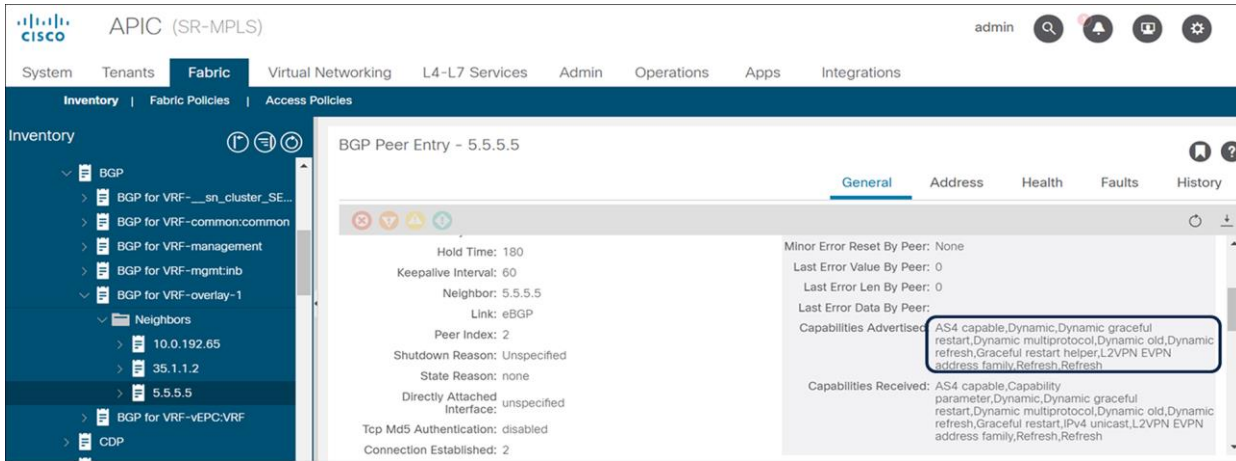 CISCO
APIC (SR-MPLS)
admin
System Tenants Fabric Virtual Networking L4-L7 Services Admin Operations Apps Integrations
Inventory | Fabric Policies | Access Policies
Inventory
BGP
BGP for VRF-__sn_cluster_SE...
BGP for VRF-common:common
BGP for VRF-management
BGP for VRF-mgmt:inb
BGP for VRF-overlay-1
Neighbors
10.0.192.65
35.1.1.2
5.5.5.5
BGP for VRF-vEPC:VRF
CDP
BGP Peer Entry - 5.5.5.5
General Address Health Faults History
Hold Time: 180
Keepalive Interval: 60
Neighbor: 5.5.5.5
Link: eBGP
Peer Index: 2
Shutdown Reason: Unspecified
State Reason: none
Directly Attached
Interface: unspecified
Tcp Md5 Authentication: disabled
Connection Established: 2
Minor Error Reset By Peer: None
Last Error Value By Peer: 0
Last Error Len By Peer: 0
Last Error Data By Peer:
Capabilities Advertised: AS4 capable,Dynamic,Dynamic graceful
restart,Dynamic multiprotocol,Dynamic old,Dynamic
refresh,Graceful restart helper,L2VPN EVPN
address family,Refresh,Refresh
Capabilities Received: AS4 capable,Capability
parameter,Dynamic,Dynamic graceful
restart,Dynamic multiprotocol,Dynamic old,Dynamic
refresh,Graceful restart,IPv4 unicast,L2VPN EVPN
address family,Refresh,Refresh